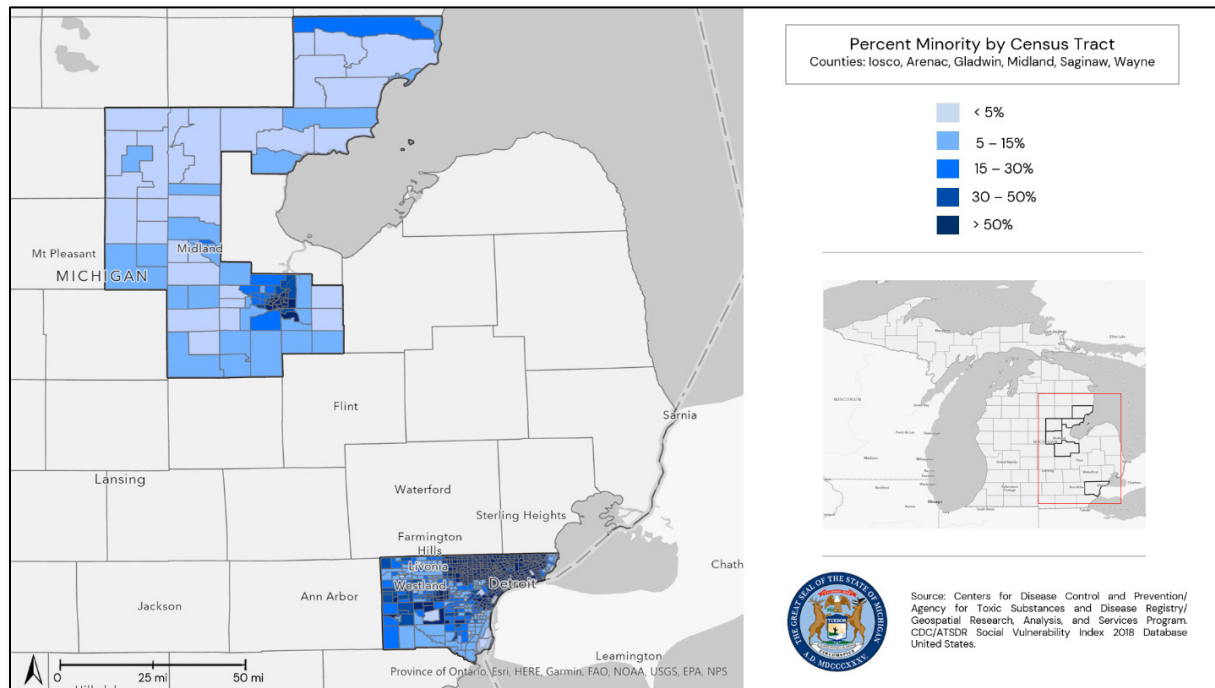 Mt Pleasant
MICHIGAN
Midland
Flint
Sarnia
Lansing
Waterford
Sterling Heights
Farmington
Hills
Livonia
Westland
Detroit
Chath
Ann Arbor
Jackson
Leamington
0 25 mi 50 mi
Province of Ontario, Esri, HERE, Garmin, FAO, NOAA, USGS, EPA, NPS
Percent Minority by Census Tract
Counties: Iosco, Arenac, Gladwin, Midland, Saginaw, Wayne
< 5%
5 – 15%
15 – 30%
30 – 50%
> 50%
WISCONSIN
MICHIGAN
THE GREAT SEAL OF THE STATE OF MICHIGAN
TUEBOR
A.D. MDCCCXXXV.
Source: Centers for Disease Control and Prevention/
Agency for Toxic Substances and Disease Registry/
Geospatial Research, Analysis, and Services Program.
CDC/ATSDR Social Vulnerability Index 2018 Database
United States.